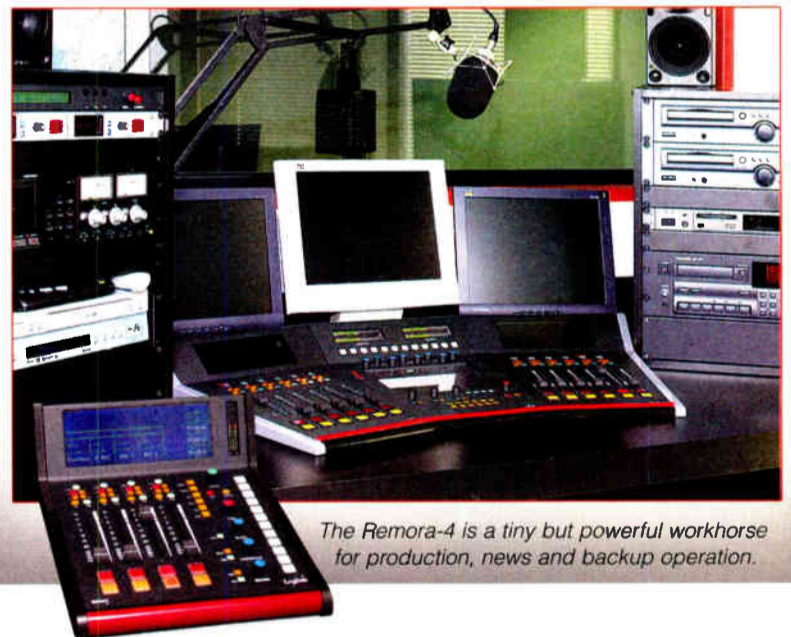 The Remora-4 is a tiny but powerful workhorse
for production, news and backup operation.